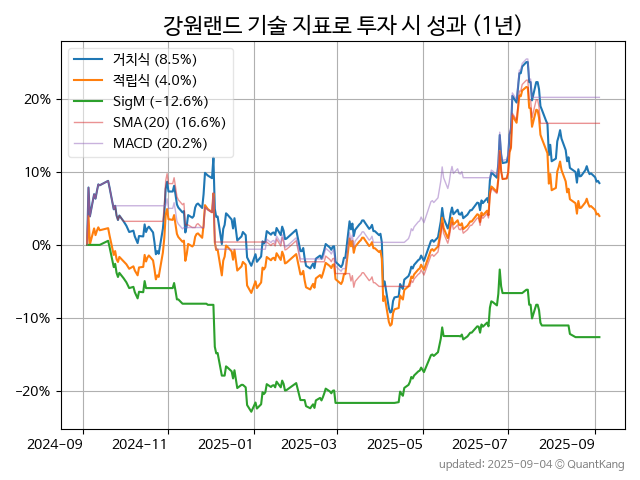 강원랜드 기술 지표로 투자 시 성과 (1년)
거치식 (8.5%)
적립식 (4.0%)
SigM (−12.6%)
SMA(20) (16.6%)
MACD (20.2%)
20%
10%
0%
−10%
−20%
2024−09 2024−11 2025−01 2025−03 2025−05 2025−07 2025−09
updated: 2025-09-04 © QuantKang